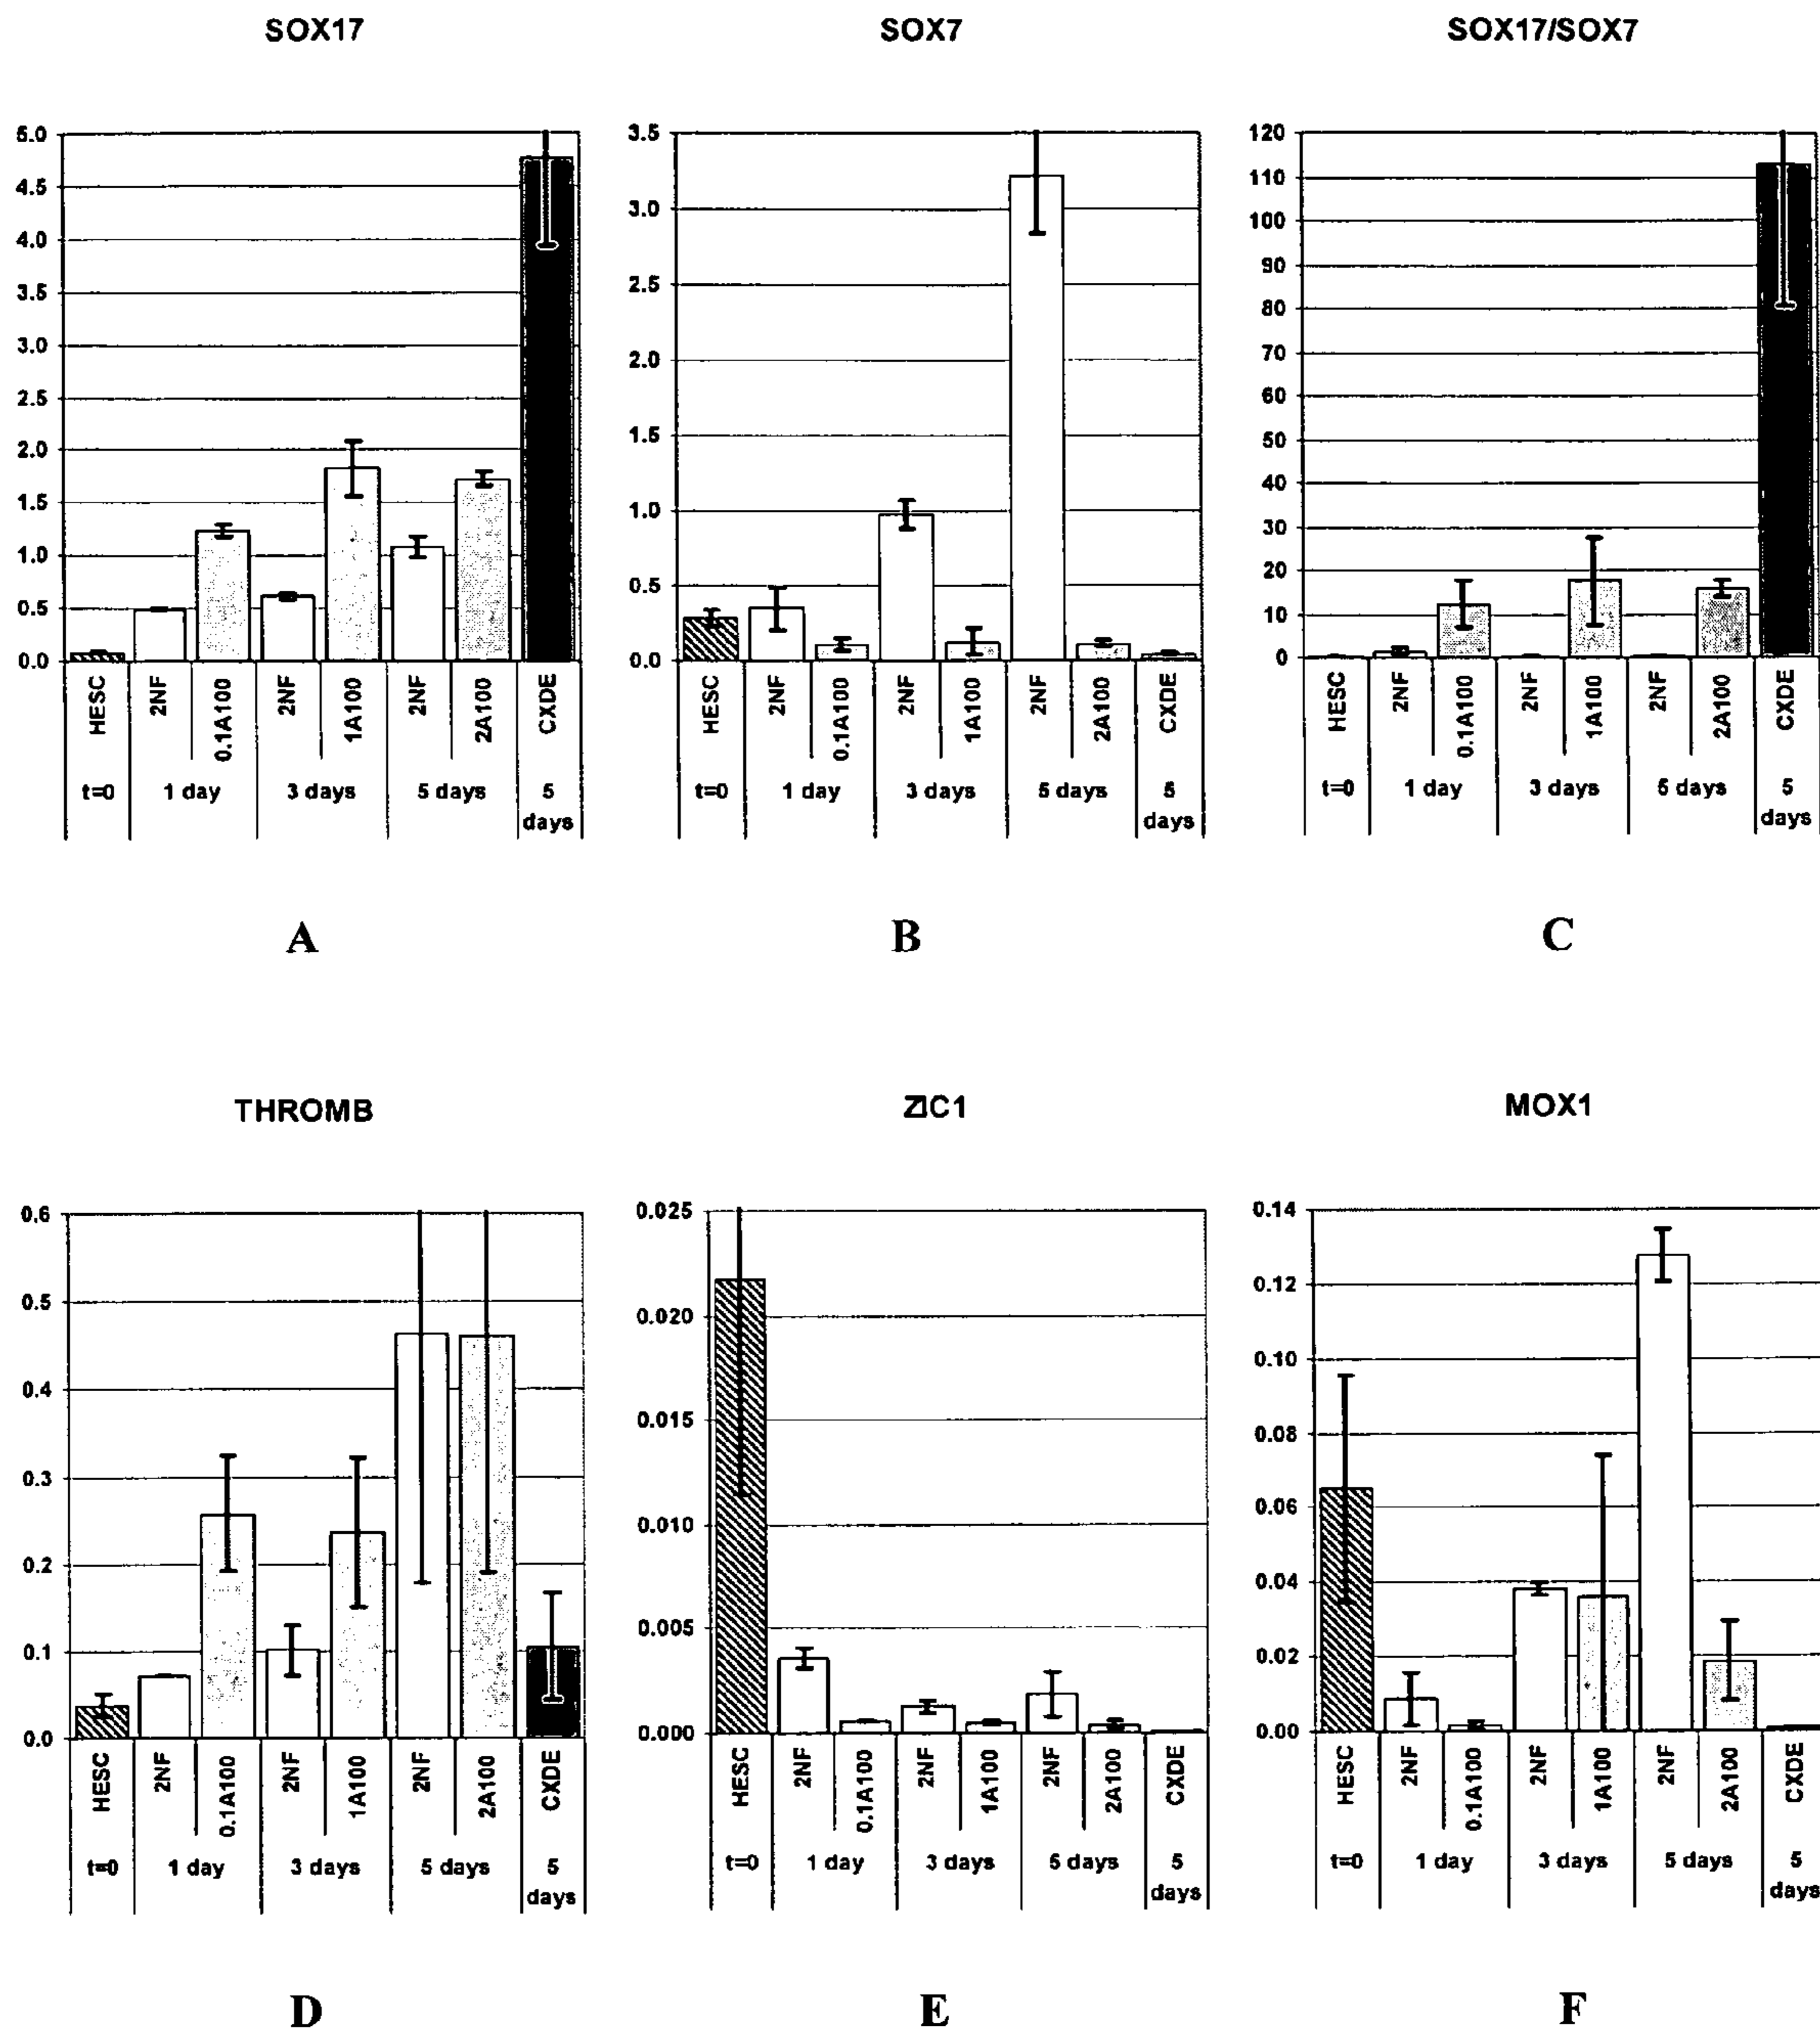 SOX17 SOX7 SOX17/SOX7
5.0 3.5 120
4.5 3.0 110
4.0 2.5 100
3.5 2.0 90
3.0 1.5 80
2.5 1.0 70
2.0 0.5 60
1.5 0.0 50
1.0 40
0.5 30
0.0 20
10
0
HESC 2NF 0.1A100 2NF 1A100 2NF 2A100 CXDE
t=0 1 day 3 days 5 days 5 days
HESC 2NF 0.1A100 2NF 1A100 2NF 2A100 CXDE
t=0 1 day 3 days 5 days 5 days
HESC 2NF 0.1A100 2NF 1A100 2NF 2A100 CXDE
t=0 1 day 3 days 5 days 5 days
A B C
THROMB ZIC1 MOX1
0.6 0.025 0.14
0.5 0.020 0.12
0.4 0.015 0.10
0.3 0.010 0.08
0.2 0.005 0.06
0.1 0.000 0.04
0.0 0.02
0.00
HESC 2NF 0.1A100 2NF 1A100 2NF 2A100 CXDE
t=0 1 day 3 days 5 days 5 days
HESC 2NF 0.1A100 2NF 1A100 2NF 2A100 CXDE
t=0 1 day 3 days 5 days 5 days
HESC 2NF 0.1A100 2NF 1A100 2NF 2A100 CXDE
t=0 1 day 3 days 5 days 5 days
D E F